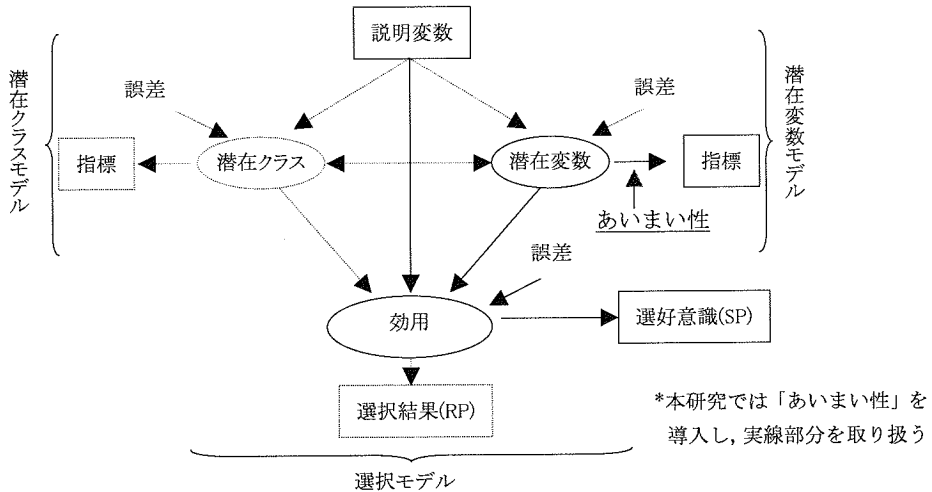 説明変数
潜在クラスモデル
誤差
指標
潜在クラス
潜在変数
誤差
指標
潜在変数モデル
あいまい性
誤差
効用
選好意識(SP)
選択結果(RP)
*本研究では「あいまい性」を
導入し,実線部分を取り扱う
選択モデル